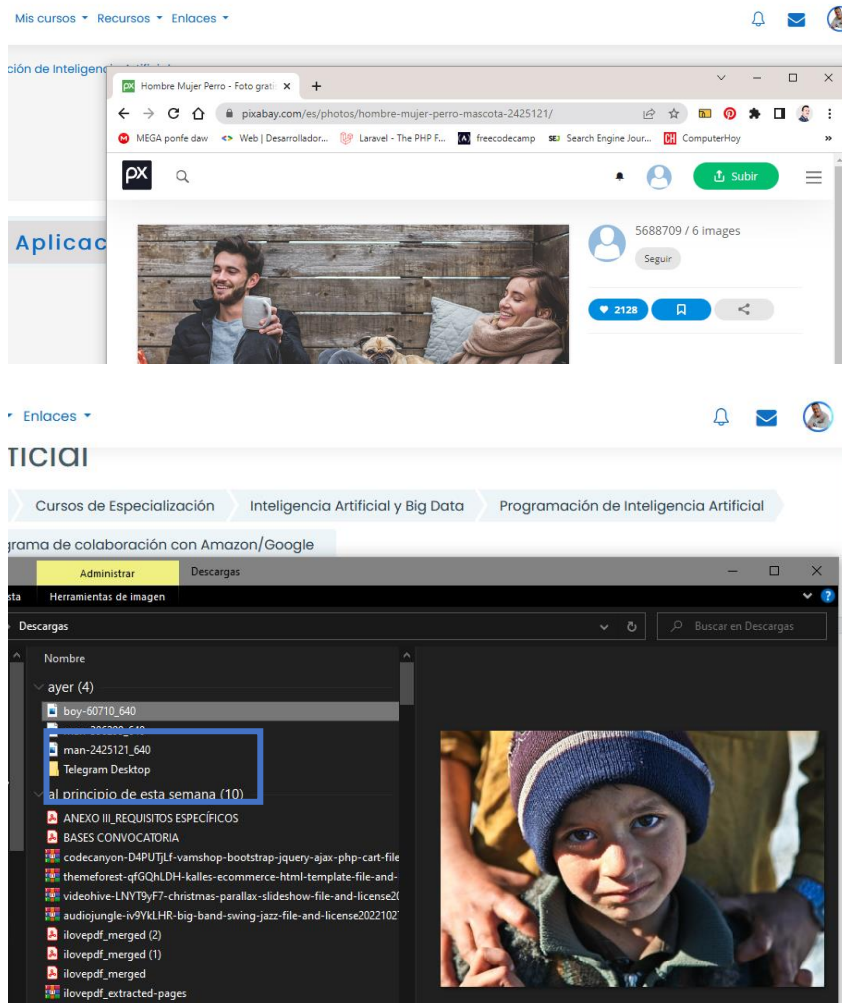 Mis cursos Recursos Enlaces
ción de Inteligenc
Hombre Mujer Perro - Foto grati
pixabay.com/es/photos/hombre-mujer-perro-mascota-2425121/
MEGA ponfe daw Web | Desarrollador... Laravel - The PHP F... freecodecamp SEJ Search Engine Jour... CH ComputerHoy »
px Subir
Aplicac
5688709 / 6 images
Seguir
2128
Enlaces
ficial
Cursos de Especialización Inteligencia Artificial y Big Data Programación de Inteligencia Artificial
grama de colaboración con Amazon/Google
Administrar Descargas
sta Herramientas de imagen
Descargas Buscar en Descargas
Nombre
ayer (4)
boy-60710_640
man-2425121_640
Telegram Desktop
al principio de esta semana (10)
ANEXO III_REQUISITOS ESPECÍFICOS
BASES CONVOCATORIA
codecanyon-D4PUTjLf-vamshop-bootstrap-jquery-ajax-php-cart-file
themeforest-qfGQhLDH-kalles-ecommerce-html-template-file-and-
videohive-LNYT9yF7-christmas-parallax-slideshow-file-and-license20
audiojungle-iv9YkLHR-big-band-swing-jazz-file-and-license2022102
ilovepdf_merged (2)
ilovepdf_merged (1)
ilovepdf_merged
ilovepdf_extracted-pages